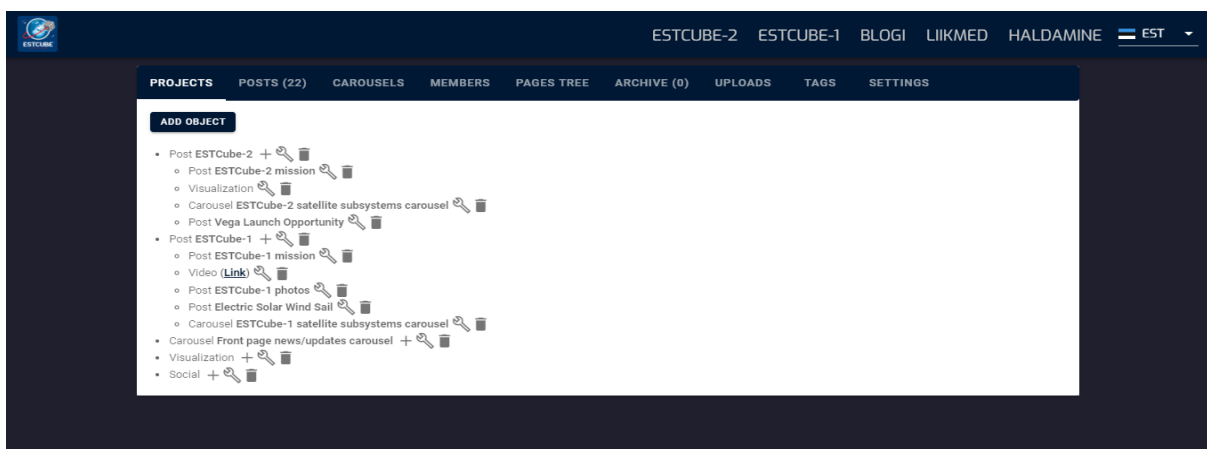 ESTCUBE
ESTCUBE-2 ESTCUBE-1 BLOGI LIIKMED HALDAMINE EST
PROJECTS POSTS (22) CAROUSELS MEMBERS PAGES TREE ARCHIVE (0) UPLOADS TAGS SETTINGS
ADD OBJECT
• Post ESTCube-2 +
◦ Post ESTCube-2 mission
◦ Visualization
◦ Carousel ESTCube-2 satellite subsystems carousel
◦ Post Vega Launch Opportunity
• Post ESTCube-1 +
◦ Post ESTCube-1 mission
◦ Video (Link)
◦ Post ESTCube-1 photos
◦ Post Electric Solar Wind Sail
◦ Carousel ESTCube-1 satellite subsystems carousel
• Carousel Front page news/updates carousel +
• Visualization +
• Social +